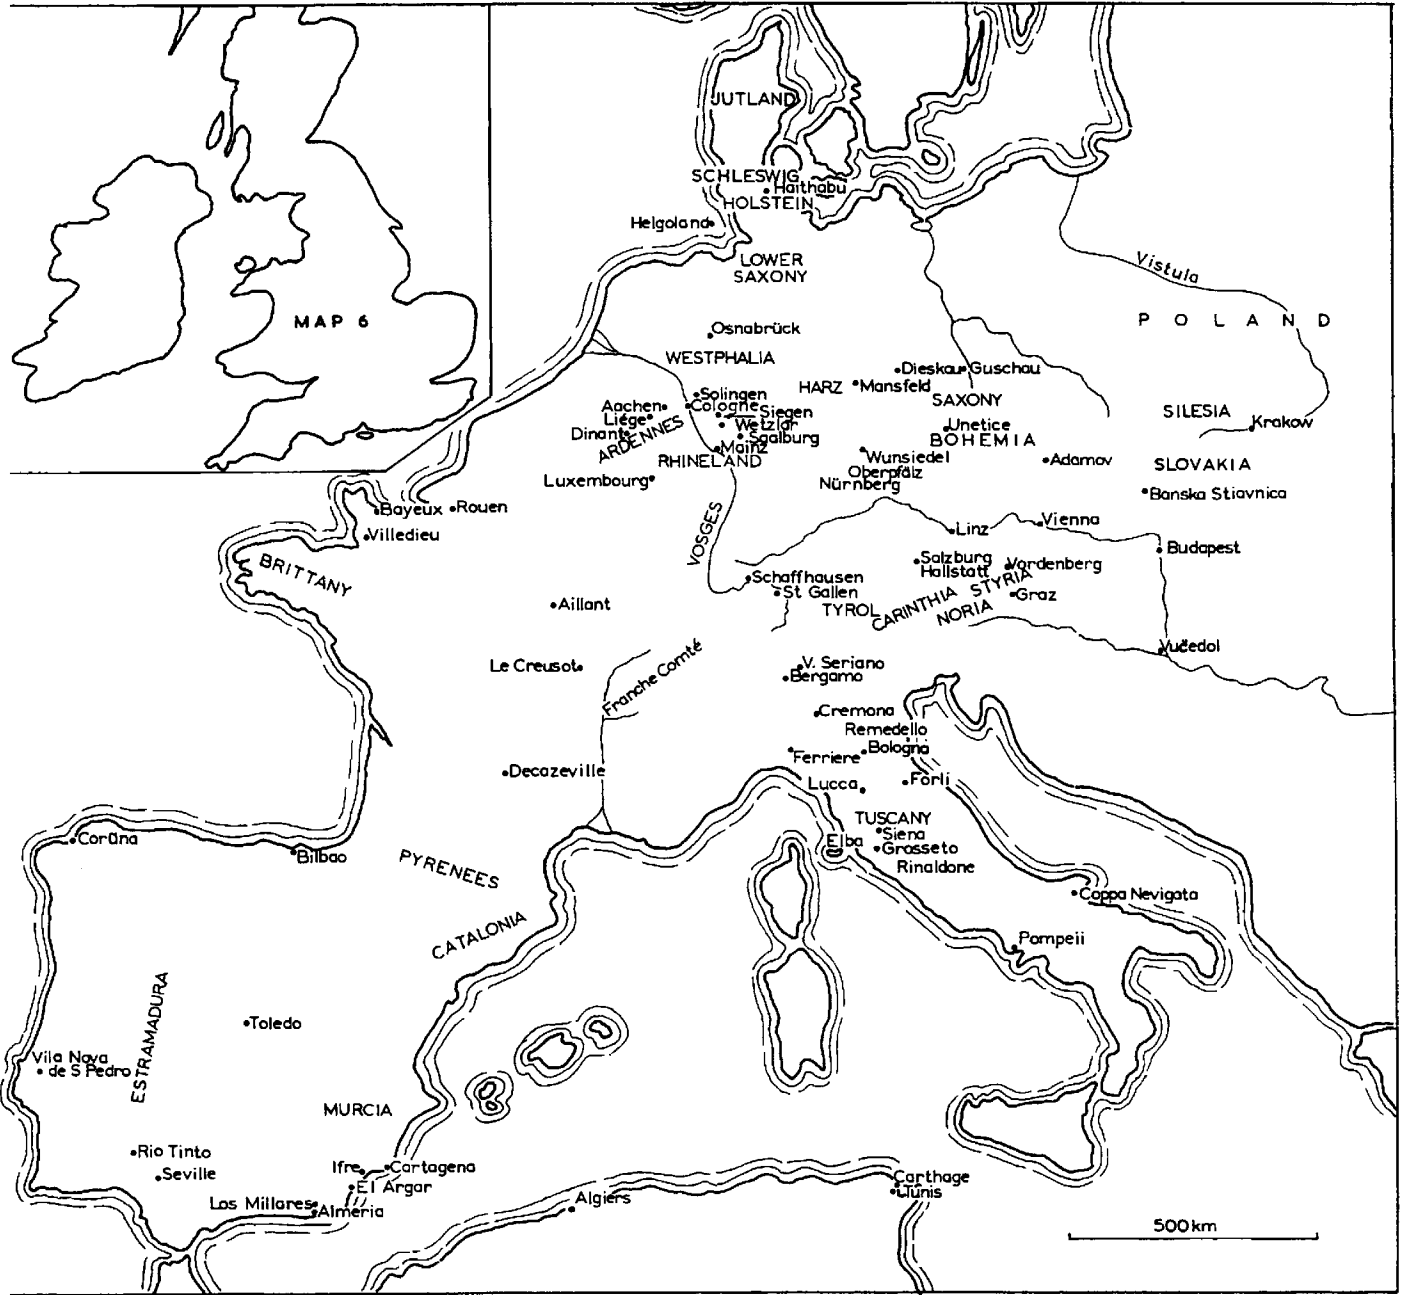 JUTLAND
SCHLESWIG
Haithabu
HOLSTEIN
Helgoland
LOWER
SAXONY
Vistula
MAP 6
POLAND
Osnabrück
WESTPHALIA
Dieskau
Guschau
HARZ
Mansfeld
Solingen
SAXONY
Aachen
Cologne
Siegen
SILESIA
Liége
Wetzlar
Unetice
Krakow
Dinant
ARDENNES
Saalburg
BOHEMIA
Mainz
RHINELAND
Wunsiedel
Adamov
SLOVAKIA
Oberpfälz
Luxembourg
Nürnberg
Banska Stiavnica
Bayeux
Rouen
Villedieu
VOSGES
Linz
Vienna
Budapest
BRITTANY
Salzburg
Hallstatt
Vordenberg
Schaffhausen
STYRIA
St Gallen
Graz
Aillant
TYROL
CARINTHIA
NORIA
Vučedol
Le Creusot
Franche Comté
V. Seriano
Bergamo
Cremona
Remedello
Bologna
Ferriere
Decazeville
Lucca
Forli
TUSCANY
Siena
Elba
Grosseto
Rinaldone
Coruna
Bilbao
PYRENEES
Coppa Nevigata
CATALONIA
Pompeii
ESTRAMADURA
Toledo
Vila Nova
de S Pedro
MURCIA
Rio Tinto
Seville
Ifre
Cartagena
El Argar
Los Millares
Almeria
Algiers
Carthage
Tunis
500 km